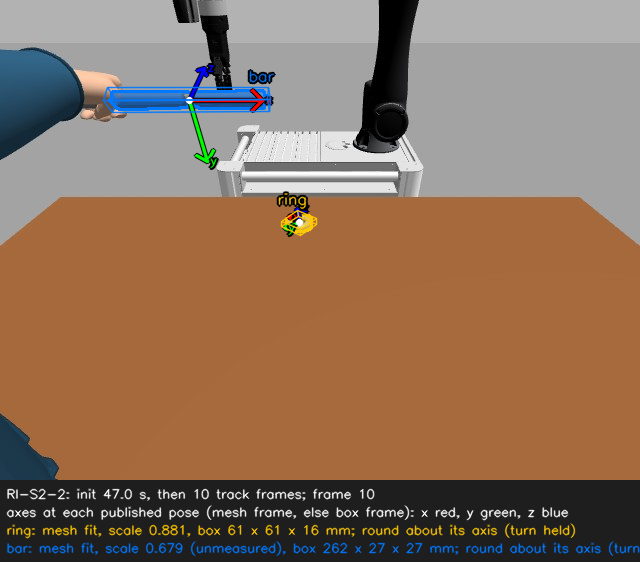 bar
ring
RI-S2-2: init 47.0 s, then 10 track frames; frame 10
axes at each published pose (mesh frame, else box frame): x red, y green, z blue
ring: mesh fit, scale 0.881, box 61 x 61 x 16 mm; round about its axis (turn held)
bar: mesh fit, scale 0.679 (unmeasured), box 262 x 27 x 27 mm; round about its axis (turn